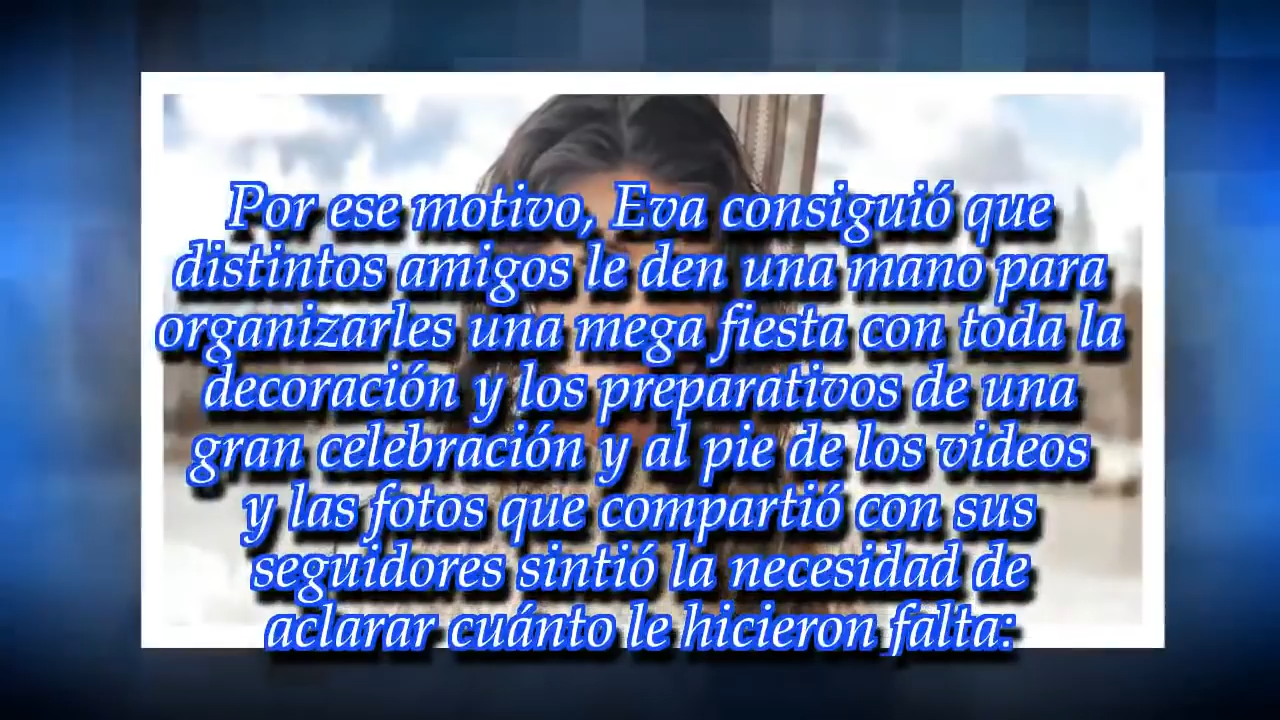 Por ese motivo, Eva consiguió que
distintos amigos le den una mano para
organizarles una mega fiesta con toda la
decoración y los preparativos de una
gran celebración y al pie de los videos
y las fotos que compartió con sus
seguidores sintió la necesidad de
aclarar cuánto le hicieron falta: